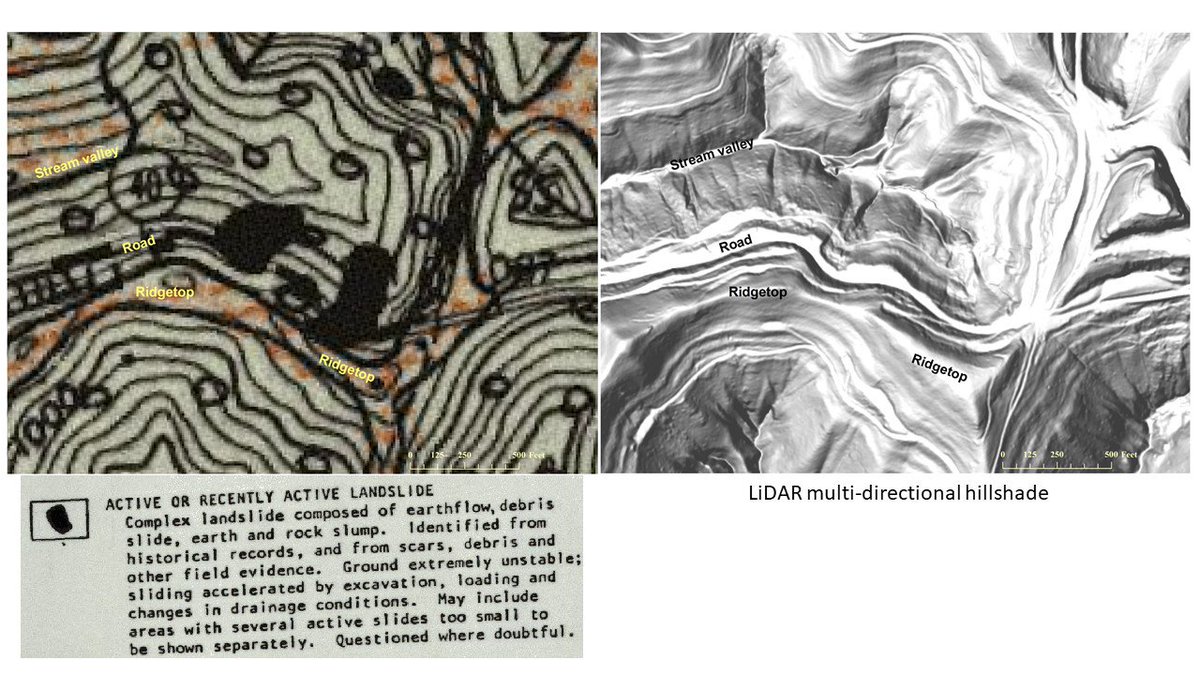 Stream valley
40
Road
Ridgetop
Ridgetop
0 125 250 500 Feet
Stream valley
Road
Ridgetop
Ridgetop
0 125 250 500 Feet
LiDAR multi-directional hillshade
ACTIVE OR RECENTLY ACTIVE LANDSLIDE
Complex landslide composed of earthflow, debris
slide, earth and rock slump. Identified from
historical records, and from scars, debris and
other field evidence. Ground extremely unstable;
sliding accelerated by excavation, loading and
changes in drainage conditions. May include
areas with several active slides too small to
be shown separately. Questioned where doubtful.